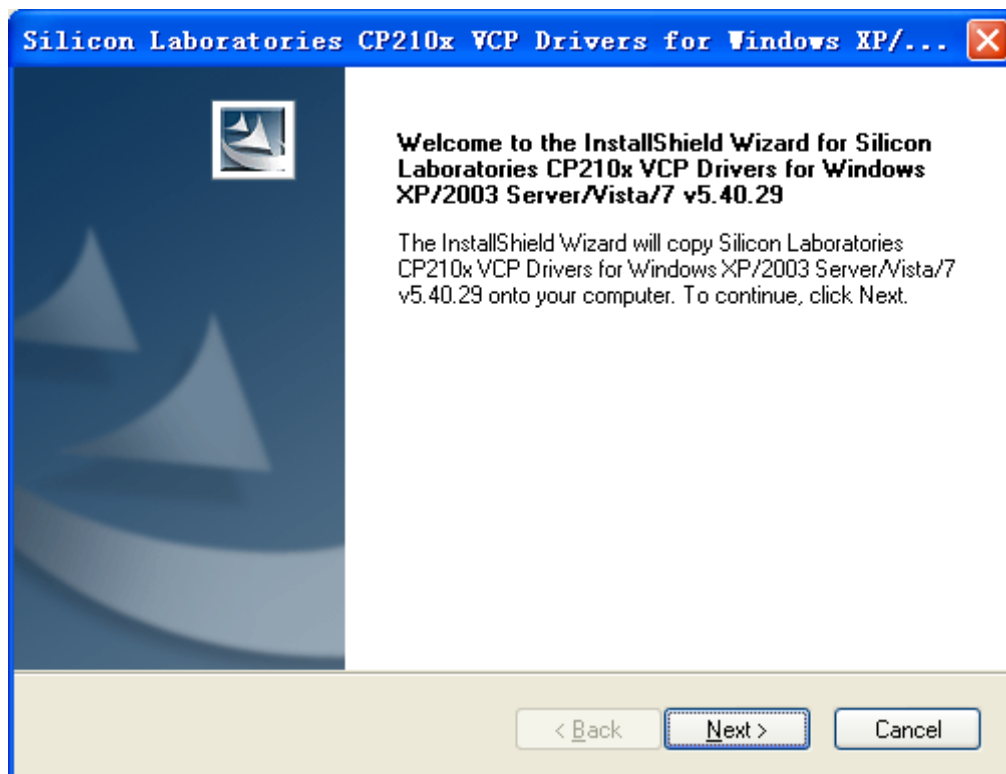 Silicon Laboratories CP210x VCP Drivers for Windows XP/...
Welcome to the InstallShield Wizard for Silicon
Laboratories CP210x VCP Drivers for Windows
XP/2003 Server/Vista/7 v5.40.29
The InstallShield Wizard will copy Silicon Laboratories
CP210x VCP Drivers for Windows XP/2003 Server/Vista/7
v5.40.29 onto your computer. To continue, click Next.
< Back
Next >
Cancel